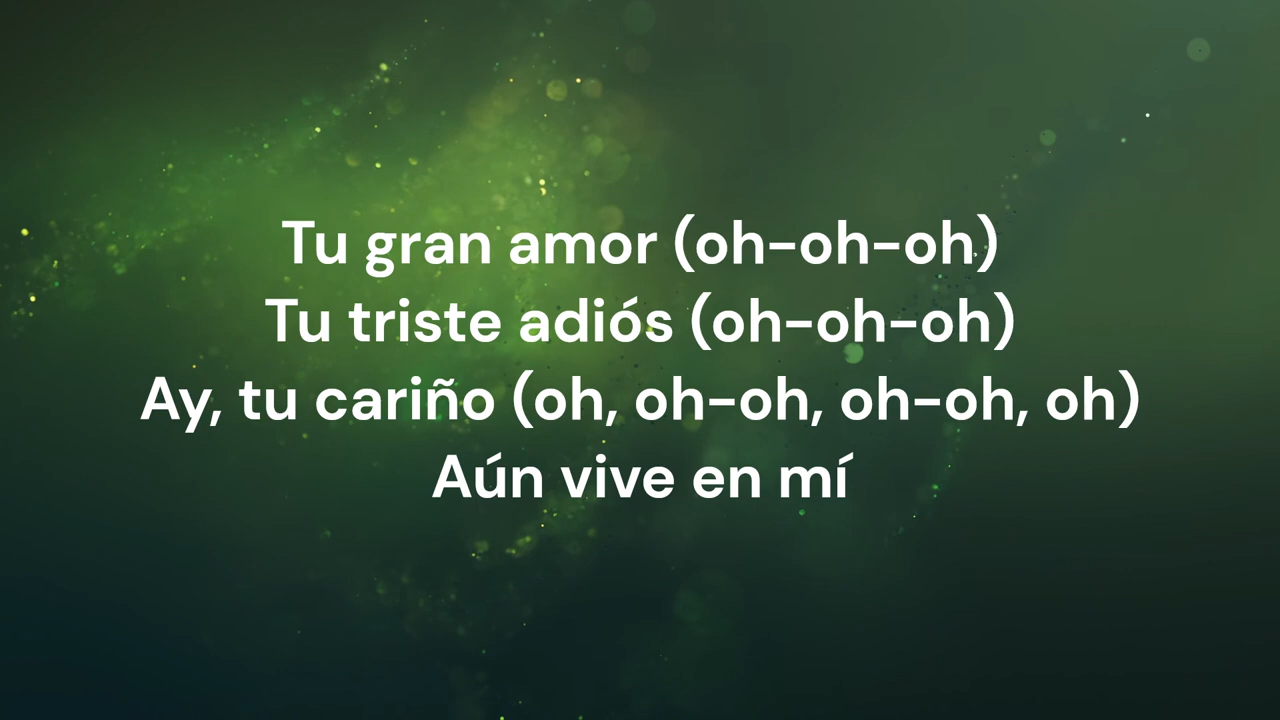 Tu gran amor (oh-oh-oh)
Tu triste adiós (oh-oh-oh)
Ay, tu cariño (oh, oh-oh, oh-oh, oh)
Aún vive en mí